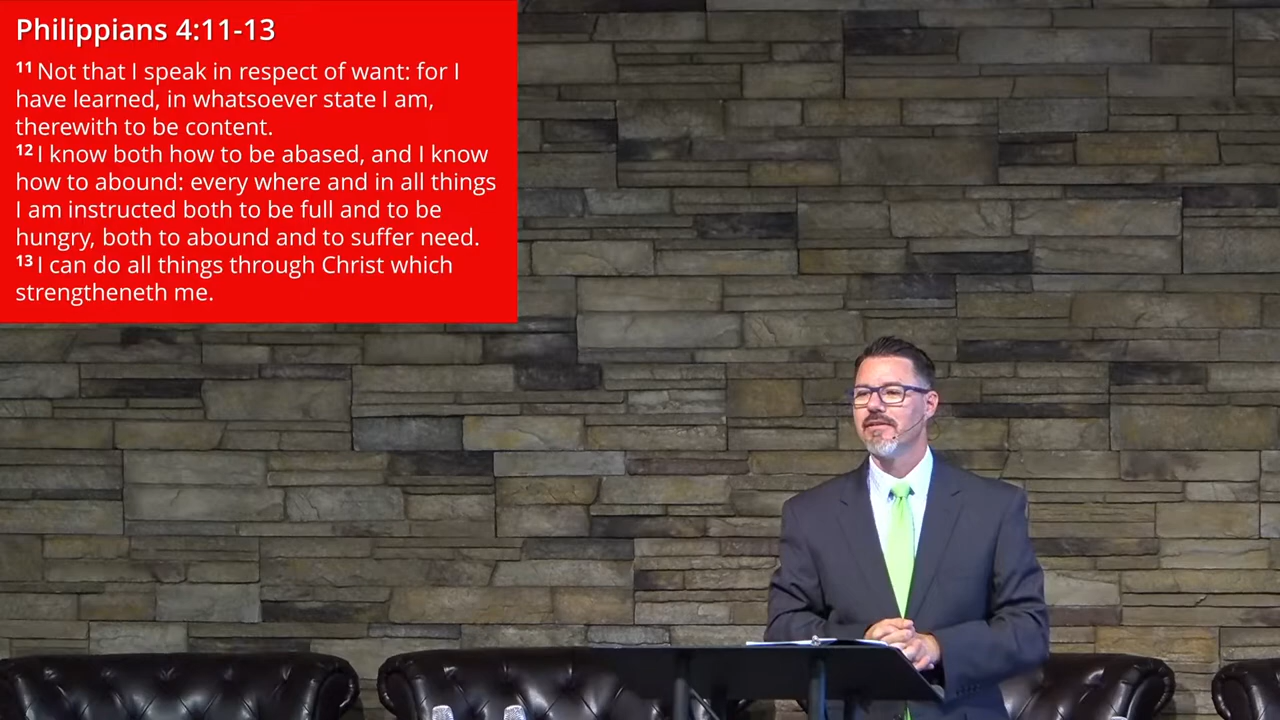 Philippians 4:11-13
11 Not that I speak in respect of want: for I
have learned, in whatsoever state I am,
therewith to be content.
12 I know both how to be abased, and I know
how to abound: every where and in all things
I am instructed both to be full and to be
hungry, both to abound and to suffer need.
13 I can do all things through Christ which
strengtheneth me.